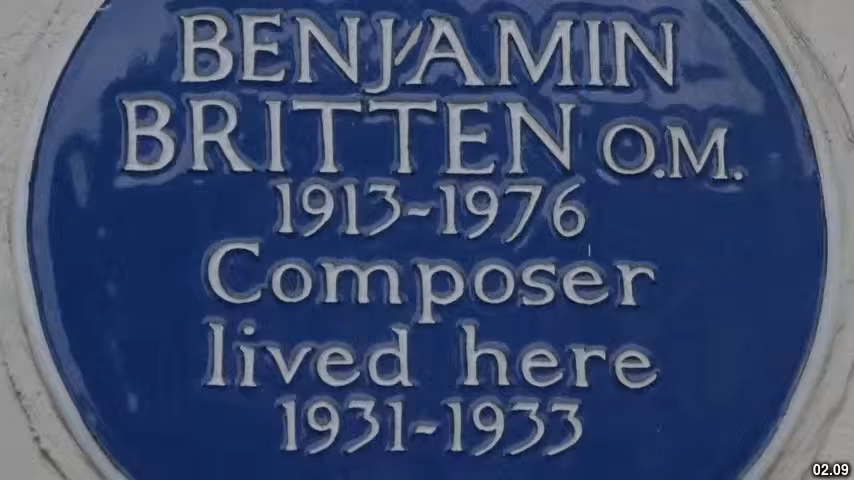 BENJAMIN
BRITTEN O.M.
1913-1976
Composer
lived here
1931-1933
02.09